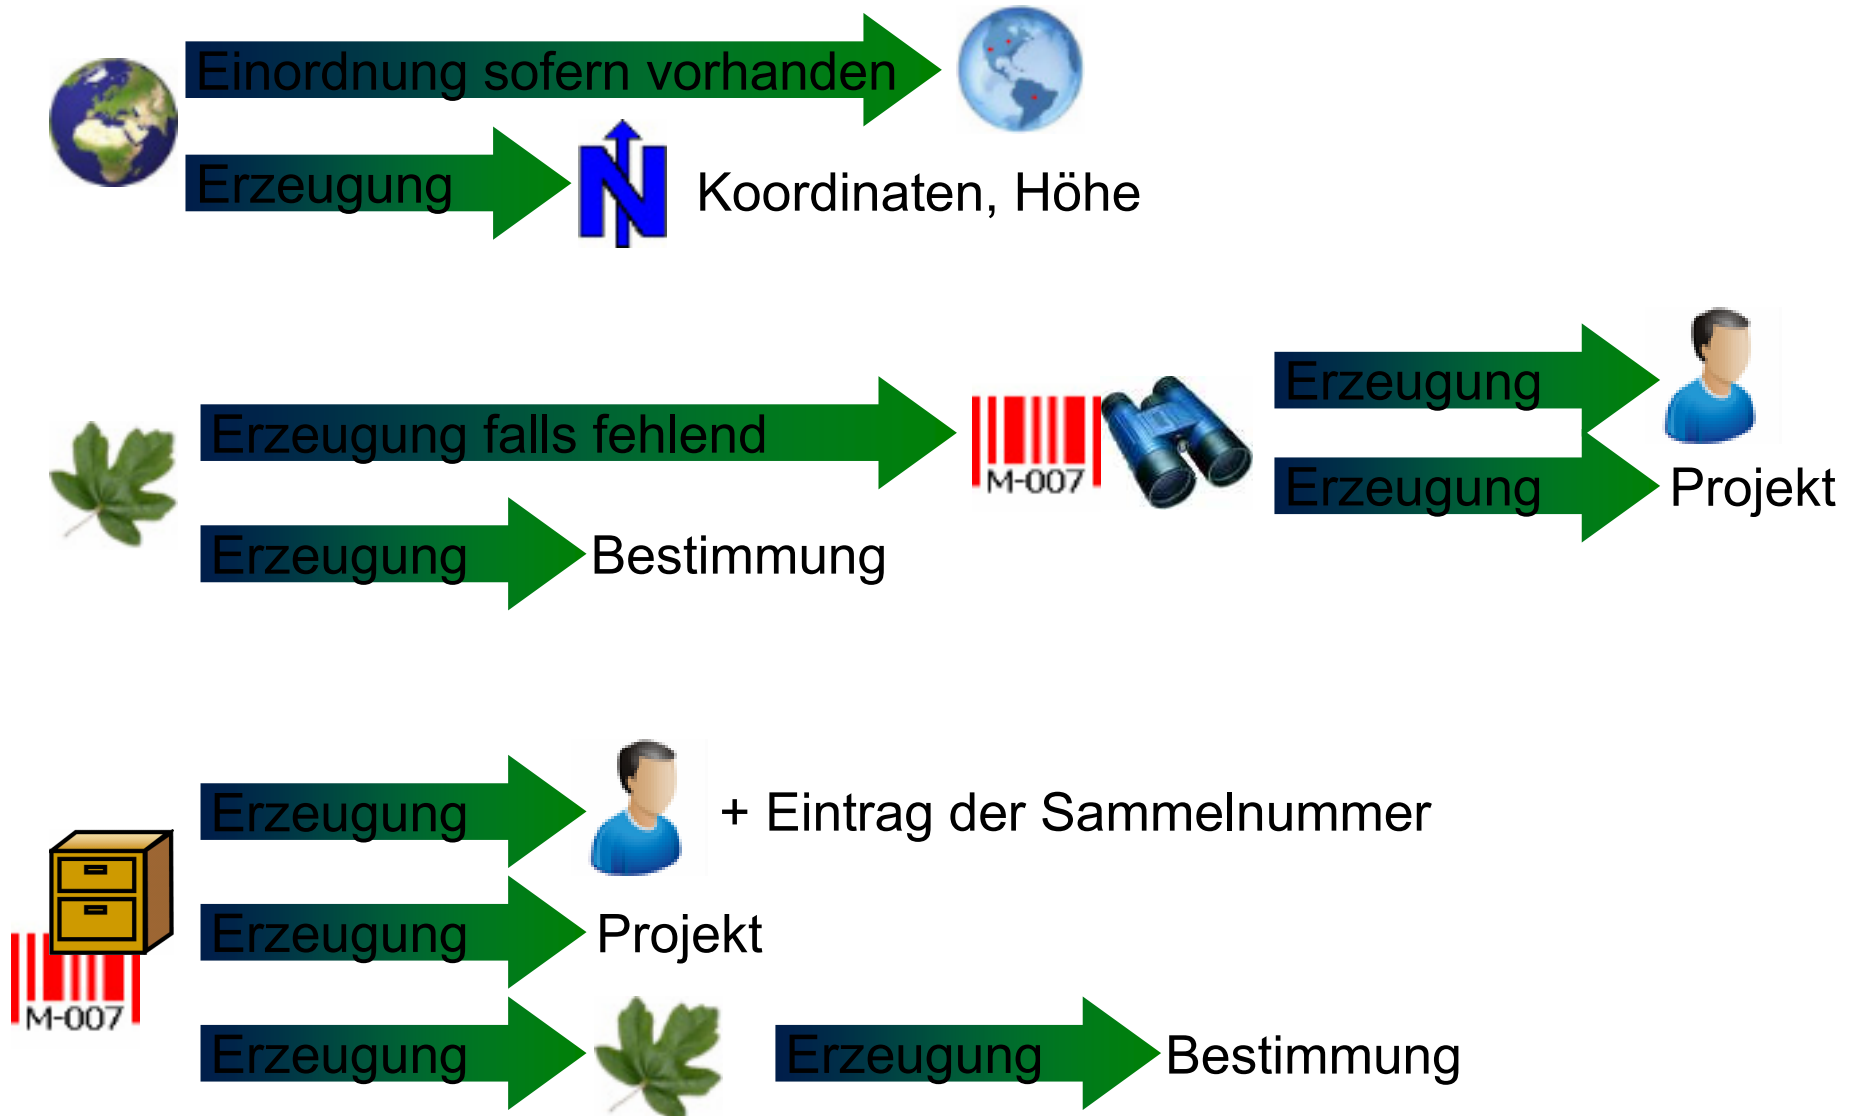 Einordnung sofern vorhanden
Erzeugung
N
Koordinaten, Höhe
Erzeugung
Erzeugung falls fehlend
M-007
Erzeugung
Projekt
Erzeugung
Bestimmung
Erzeugung
+ Eintrag der Sammelnummer
Erzeugung
Projekt
M-007
Erzeugung
Erzeugung
Bestimmung